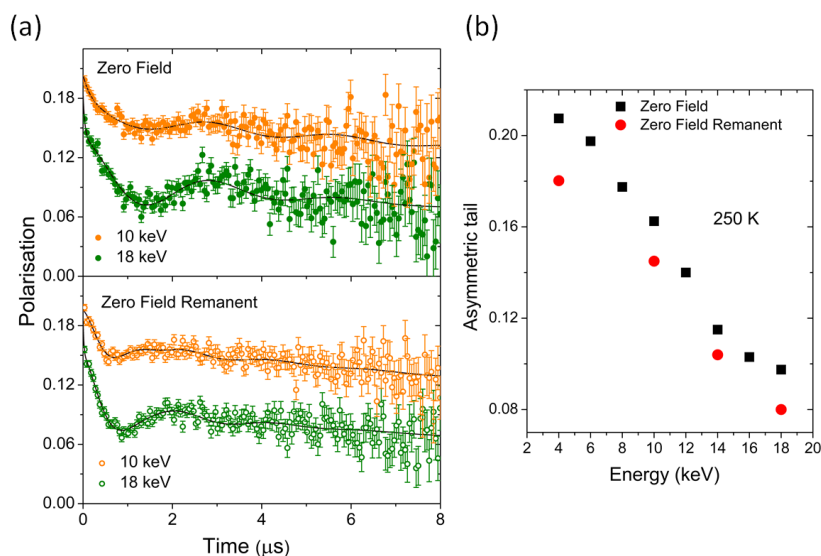 (a)
Zero Field
0.18
0.12
0.06
0.00
10 keV
18 keV
Polarisation
Zero Field Remanent
0.18
0.12
0.06
0.00
10 keV
18 keV
0 2 4 6 8
Time (μs)
(b)
Zero Field
Zero Field Remanent
250 K
Asymmetric tail
0.20
0.16
0.12
0.08
2 4 6 8 10 12 14 16 18 20
Energy (keV)